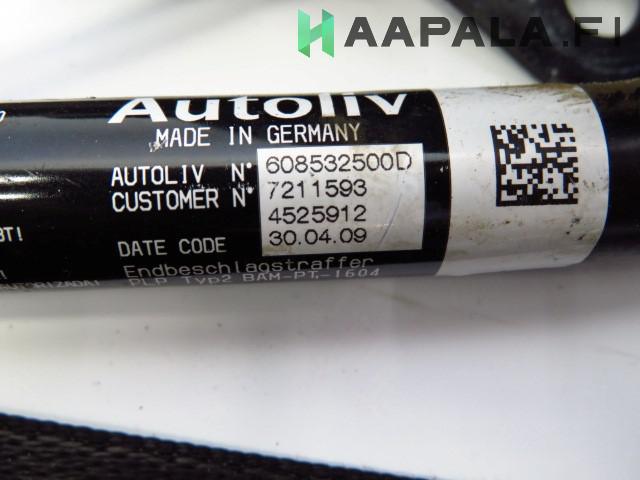 HAAPALA.FI
Autoliv
MADE IN GERMANY
AUTOLIV N° 608532500D
CUSTOMER N° 7211593
4525912
DATE CODE 30.04.09
Endbeschlagstraffer
PLP Typ2 BAM-PT-1604